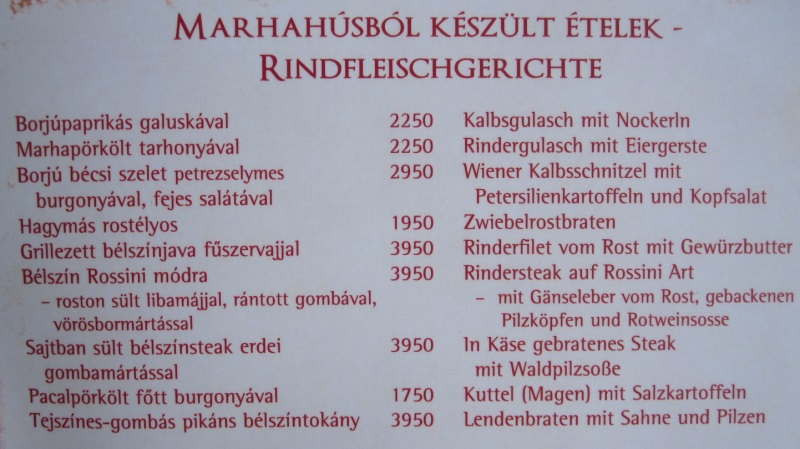 MARHAHÚSBÓL KÉSZÜLT ÉTELEK -
RINDFLEISCHGERICHTE
Borjúpaprikás galuskával 2250 Kalbsgulasch mit Nockerln
Marhapörkölt tarhonyával 2250 Rindergulasch mit Eiergerste
Borjú bécsi szelet petrezselymes 2950 Wiener Kalbsschnitzel mit
burgonyával, fejes salátával Petersilienkartoffeln und Kopfsalat
Hagymás rostélyos 1950 Zwiebelrostbraten
Grillezett bélszínjava fűszervajjal 3950 Rinderfilet vom Rost mit Gewürzbutter
Bélszín Rossini módra 3950 Rindersteak auf Rossini Art
– roston sült libamájjal, rántott gombával, – mit Gänseleber vom Rost, gebackenen
vörösbormártással Pilzköpfen und Rotweinsosse
Sajtban sült bélszínsteak erdei 3950 In Käse gebratenes Steak
gombamártással mit Waldpilzsoße
Pacalpörkölt főtt burgonyával 1750 Kuttel (Magen) mit Salzkartoffeln
Tejszínes-gombás pikáns bélszíntokány 3950 Lendenbraten mit Sahne und Pilzen